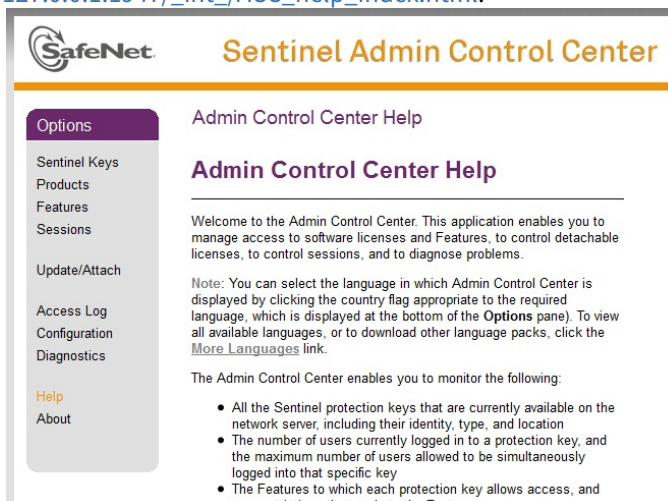 SafeNet.
Sentinel Admin Control Center
Options
Sentinel Keys
Products
Features
Sessions
Update/Attach
Access Log
Configuration
Diagnostics
Help
About
Admin Control Center Help
Admin Control Center Help
Welcome to the Admin Control Center. This application enables you to
manage access to software licenses and Features, to control detachable
licenses, to control sessions, and to diagnose problems.
Note: You can select the language in which Admin Control Center is
displayed by clicking the country flag appropriate to the required
language, which is displayed at the bottom of the Options pane). To view
all available languages, or to download other language packs, click the
More Languages link.
The Admin Control Center enables you to monitor the following:
• All the Sentinel protection keys that are currently available on the
network server, including their identity, type, and location
• The number of users currently logged in to a protection key, and
the maximum number of users allowed to be simultaneously
logged into that specific key
• The Features to which each protection key allows access, and